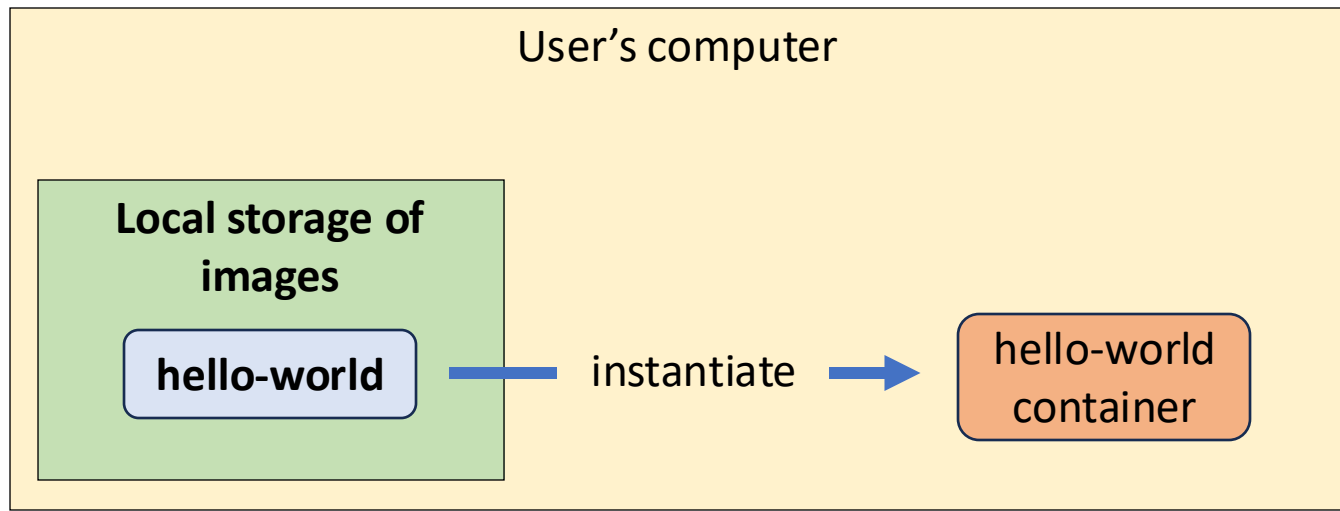 User’s computer
Local storage of
images
hello-world
instantiate
hello-world
container